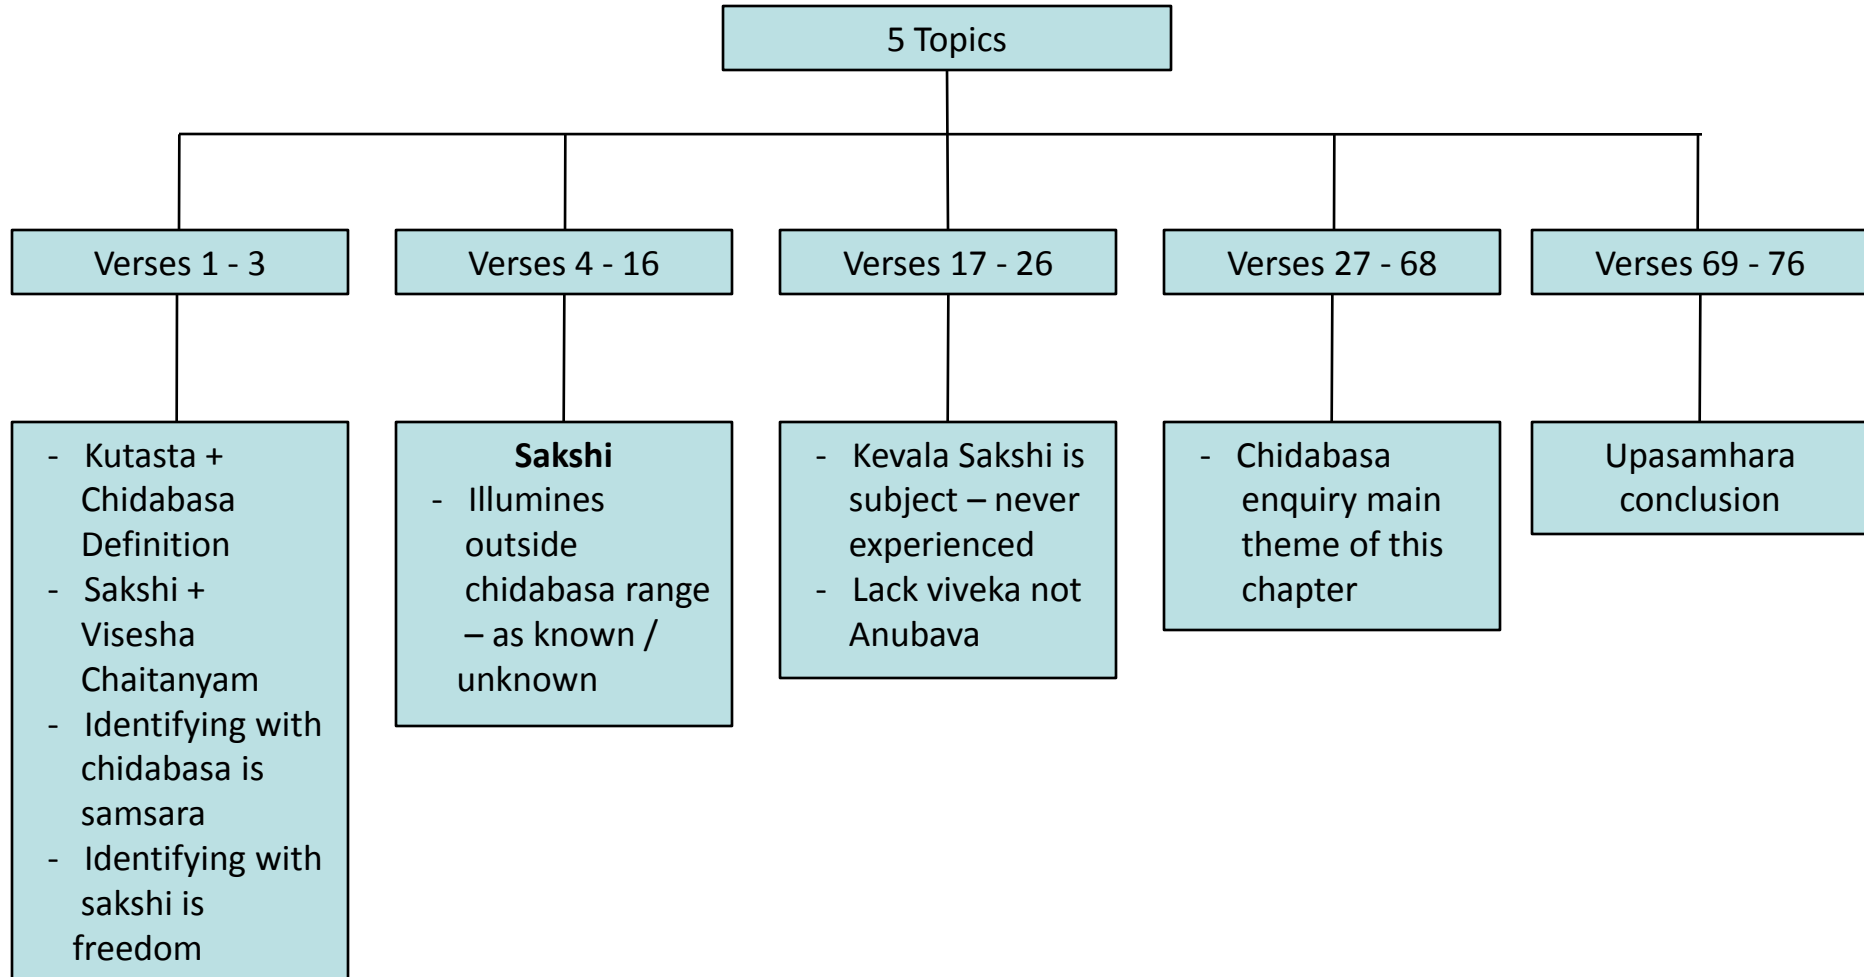 5 Topics
Verses 1 - 3
Verses 4 - 16
Verses 17 - 26
Verses 27 - 68
Verses 69 - 76
- Kutasta +
Chidabasa
Definition
- Sakshi +
Visesha
Chaitanyam
- Identifying with
chidabasa is
samsara
- Identifying with
sakshi is
freedom
Sakshi
- Illumines
outside
chidabasa range
– as known /
unknown
- Kevala Sakshi is
subject – never
experienced
- Lack viveka not
Anubava
- Chidabasa
enquiry main
theme of this
chapter
Upasamhara
conclusion